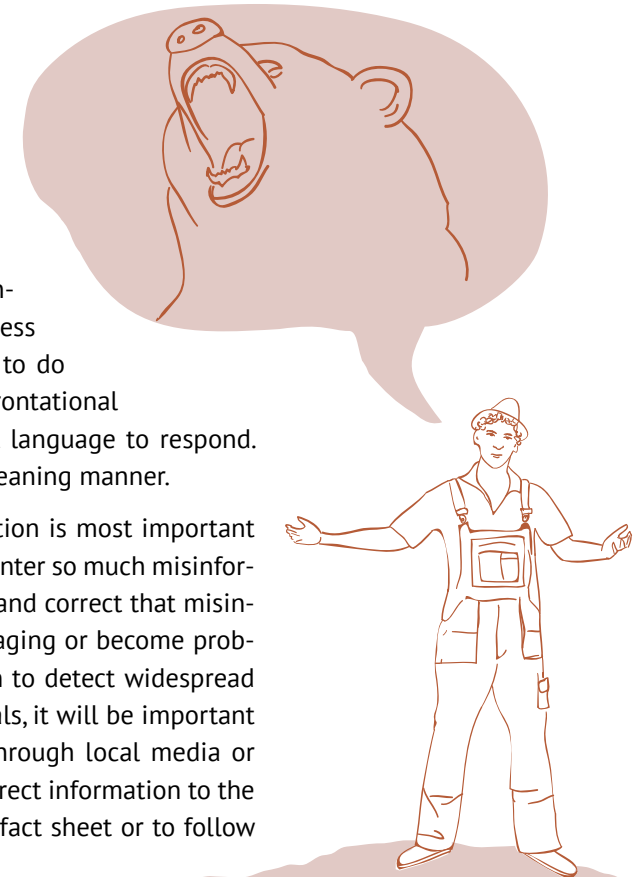 n-
ess
to do
rontational
language to respond.
eaning manner.
tion is most important
nter so much misinfor-
and correct that misin-
aging or become prob-
to detect widespread
als, it will be important
hrough local media or
rect information to the
fact sheet or to follow